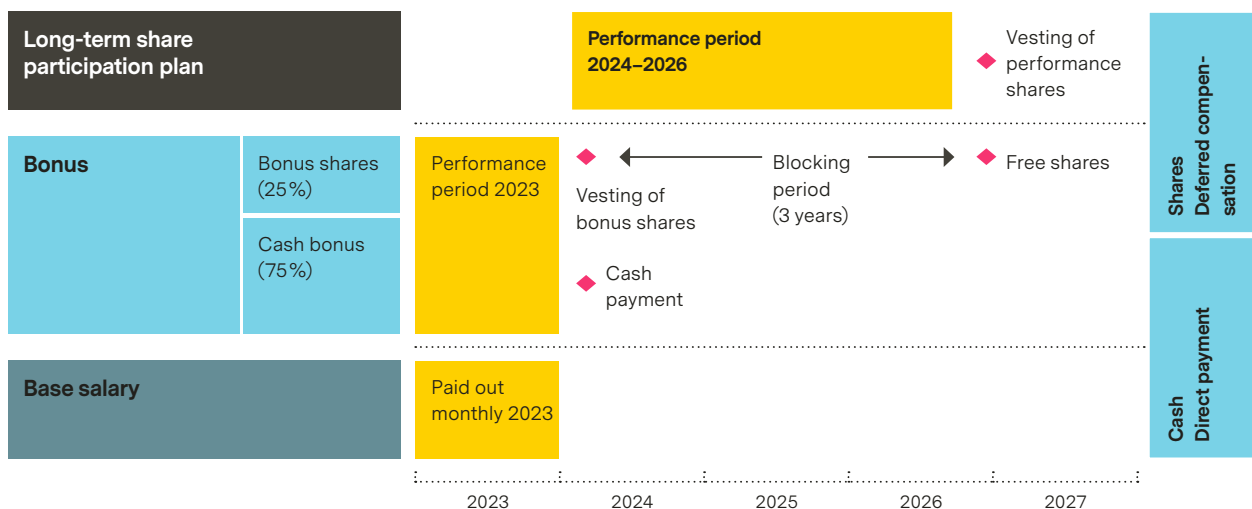 Long-term share
participation plan
Performance period
2024–2026
Vesting of
performance
shares
Bonus
Bonus shares
(25%)
Cash bonus
(75%)
Performance
period 2023
Vesting of
bonus shares
Blocking
period
(3 years)
Free shares
Cash
payment
Base salary
Paid out
monthly 2023
Shares
Deferred compen-
sation
Cash
Direct payment
2023
2024
2025
2026
2027